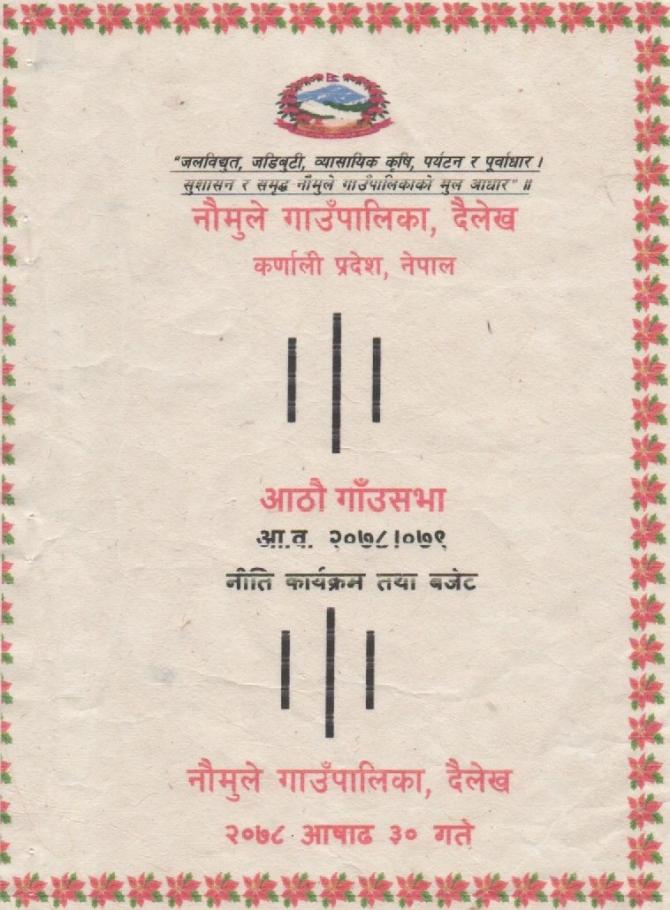 "जलविद्युत, जडिबुटी, व्यासायिक कृषि, पर्यटन र पूर्वाधार ।
सुशासन र समृद्ध नौमुले गाउँपालिकाको मुल आधार" ॥
नौमुले गाउँपालिका, दैलेख
कर्णाली प्रदेश, नेपाल
आठौ गाँउसभा
आ.व. २०७८।०७९
नीति कार्यक्रम तथा बजेट
नौमुले गाउँपालिका, दैलेख
२०७८ आषाढ ३० गते